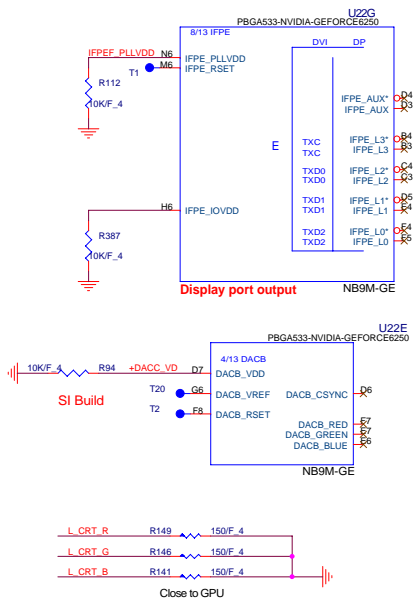 U22G
PBGA533-NVIDIA-GEFORCE6250
8/13 IFPE
DVI DP
IFPEF_PLLVDD N6 IFPE_PLLVDD
T1 M6 IFPE_RSET
R112
10K/F_4
IFPE_AUX* D4
IFPE_AUX D3
E
TXC IFPE_L3* B4
TXC IFPE_L3 B3
TXD0 IFPE_L2* C4
TXD0 IFPE_L2 C3
TXD1 IFPE_L1* D5
TXD1 IFPE_L1 E4
TXD2 IFPE_L0* F4
TXD2 IFPE_L0 F5
H6 IFPE_IOVDD
R387
10K/F_4
Display port output
NB9M-GE
U22E
PBGA533-NVIDIA-GEFORCE6250
4/13 DACB
10K/F_4 R94 +DACC_VD D7 DACB_VDD
SI Build
T20 G6 DACB_VREF DACB_CSYNC D6
T2 F8 DACB_RSET
DACB_RED
DACB_GREEN
DACB_BLUE
NB9M-GE
L_CRT_R R149 150/F_4
L_CRT_G R146 150/F_4
L_CRT_B R141 150/F_4
Close to GPU